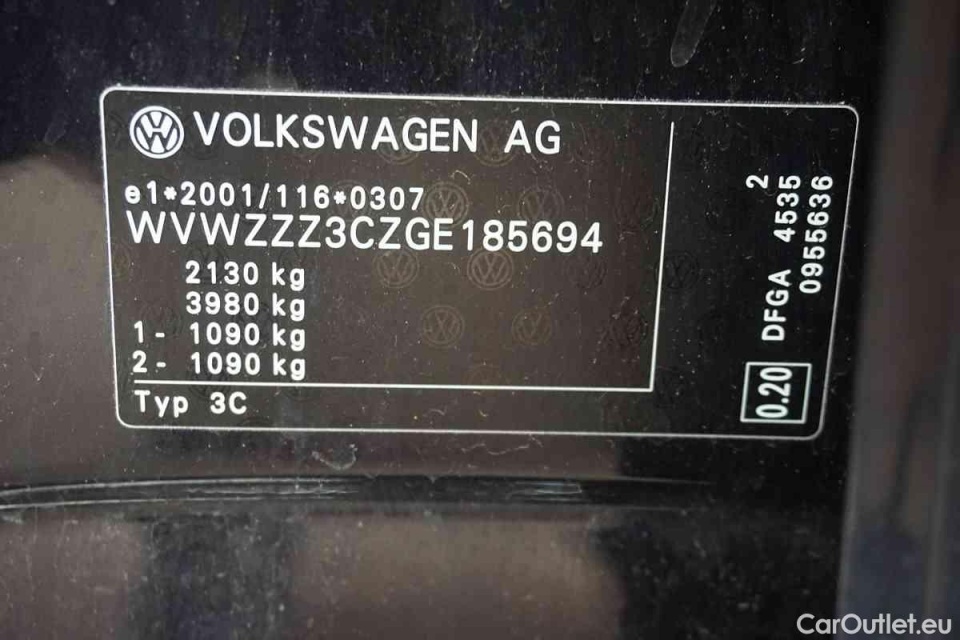 VOLKSWAGEN AG
e1*2001/116*0307
WVWZZZ3CZGE185694
2130 kg
3980 kg
1- 1090 kg
2- 1090 kg
Typ 3C
2
DFGA 4535
0955636
0.20
CarOutlet.eu